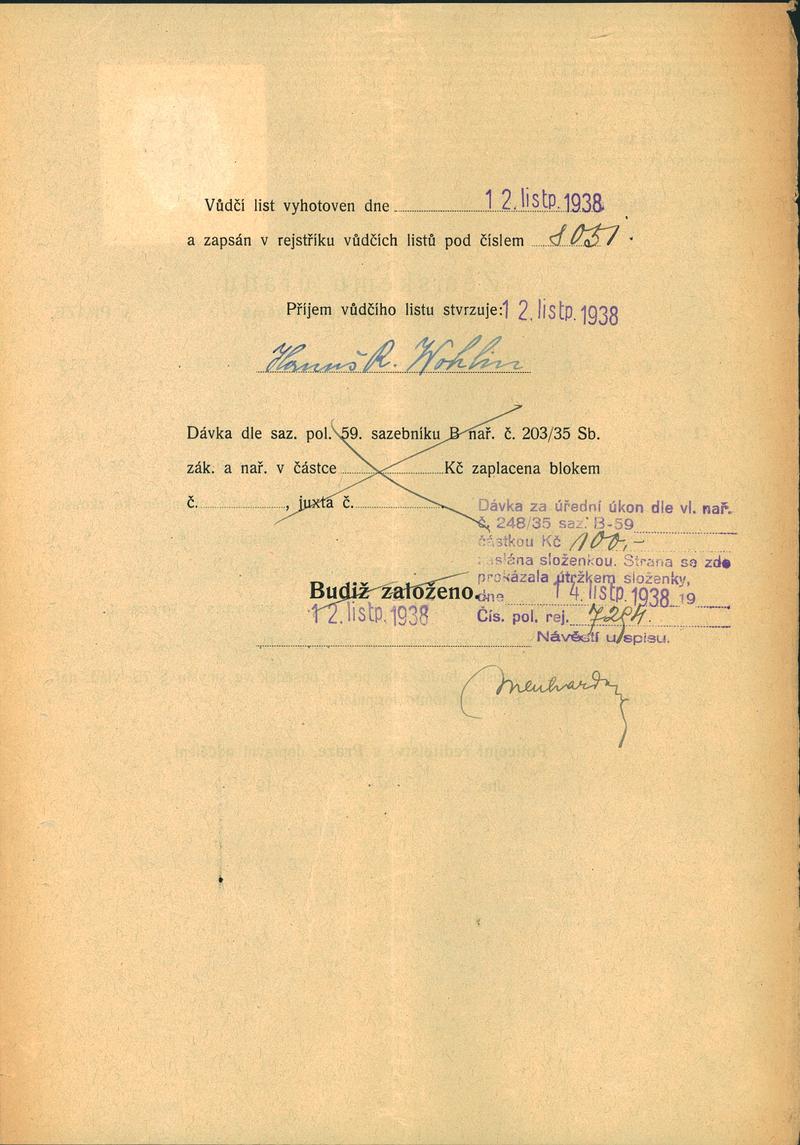 Vůdčí list vyhotoven dne 12. listp. 1938
a zapsán v rejstříku vůdčích listů pod číslem 8051.
Příjem vůdčího listu stvrzuje: 12. listp. 1938
Hanuš R. Wohlin
Dávka dle saz. pol. 59. sazebníku B nař. č. 203/35 Sb.
zák. a nař. v částce Kč zaplacena blokem
č. , juxta č.
Dávka za úřední úkon dle vl. nař.
č. 248/35 saz. B-59
částkou Kč 100,-
zaslána složenkou. Strana se zde
prokázala útržkem složenky,
dne 14. listp. 1938 19
Čís. pol. rej. 7294.
Návěstí u spisu.
Budiž založeno.
12. listp. 1938